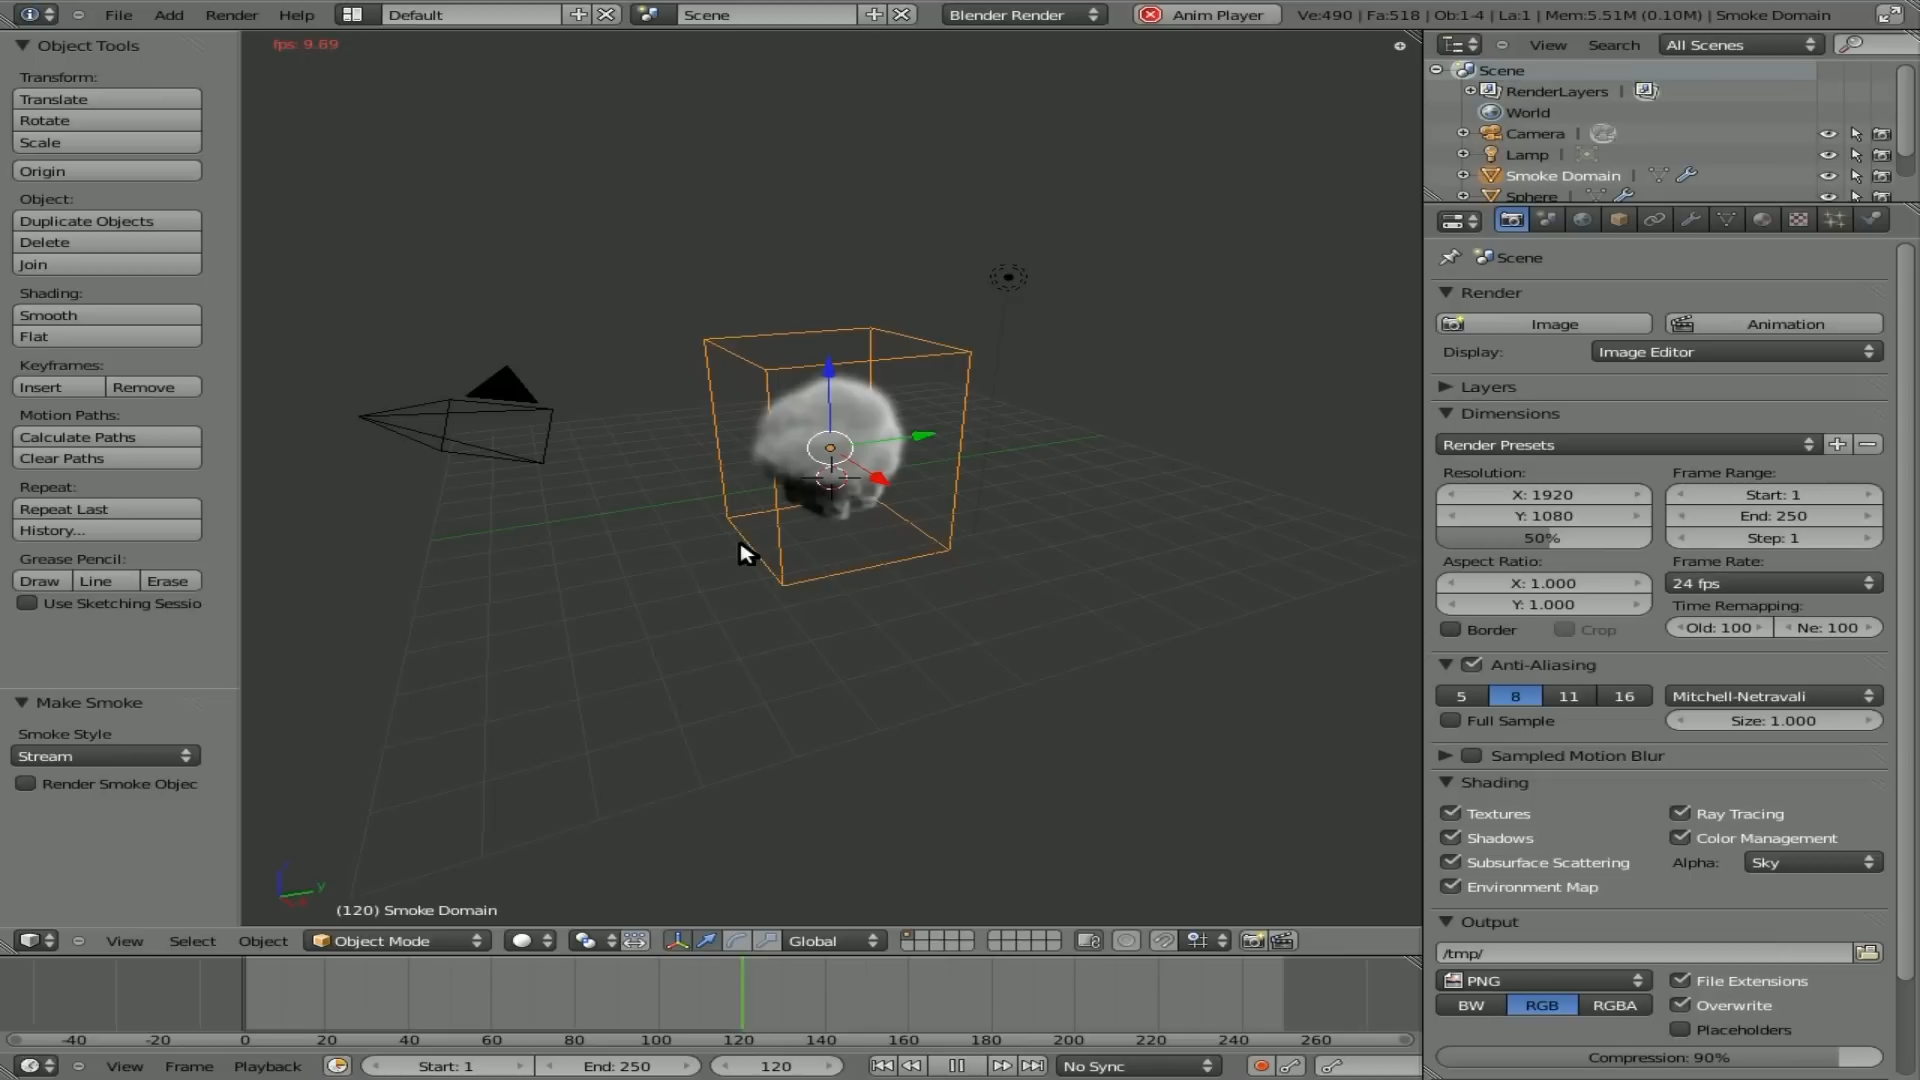 File Add Render Help Default Scene Blender Render Anim Player Ve:490 | Fa:518 | Ob:1-4 | La:1 | Mem:5.51M (0.10M) | Smoke Domain
Object Tools
Transform:
Translate
Rotate
Scale
Origin
Object:
Duplicate Objects
Delete
Join
Shading:
Smooth
Flat
Keyframes:
Insert Remove
Motion Paths:
Calculate Paths
Clear Paths
Repeat:
Repeat Last
History...
Grease Pencil:
Draw Line Erase
Use Sketching Sessio
Make Smoke
Smoke Style
Stream
Render Smoke Objec
fps: 9.69
y
(120) Smoke Domain
View Select Object Object Mode Global
-40 -20 0 20 40 60 80 100 120 140 160 180 200 220 240 260
View Frame Playback Start: 1 End: 250 120 No Sync
View Search All Scenes
Scene
RenderLayers |
World
Camera |
Lamp |
Smoke Domain |
Sphere |
Scene
Render
Image Animation
Display: Image Editor
Layers
Dimensions
Render Presets
Resolution: Frame Range:
X: 1920 Start: 1
Y: 1080 End: 250
50% Step: 1
Aspect Ratio: Frame Rate:
X: 1.000 24 fps
Y: 1.000 Time Remapping:
Border Crop Old: 100 Ne: 100
Anti-Aliasing
5 8 11 16 Mitchell-Netravali
Full Sample Size: 1.000
Sampled Motion Blur
Shading
Textures Ray Tracing
Shadows Color Management
Subsurface Scattering Alpha: Sky
Environment Map
Output
/tmp/
PNG File Extensions
BW RGB RGBA Overwrite
Placeholders
Compression: 90%